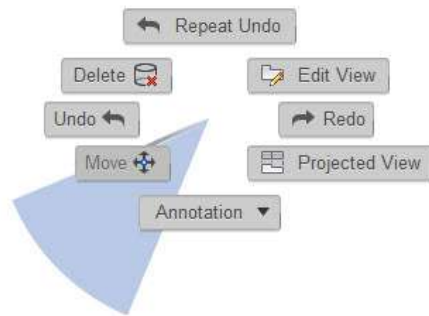 Repeat Undo
Delete
Edit View
Undo
Redo
Move
Projected View
Annotation